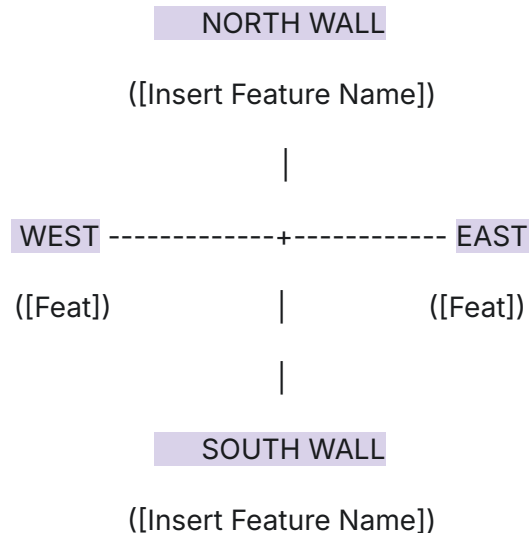 NORTH WALL
([Insert Feature Name])
|
WEST -------------+------------ EAST
([Feat]) | ([Feat])
|
SOUTH WALL
([Insert Feature Name])